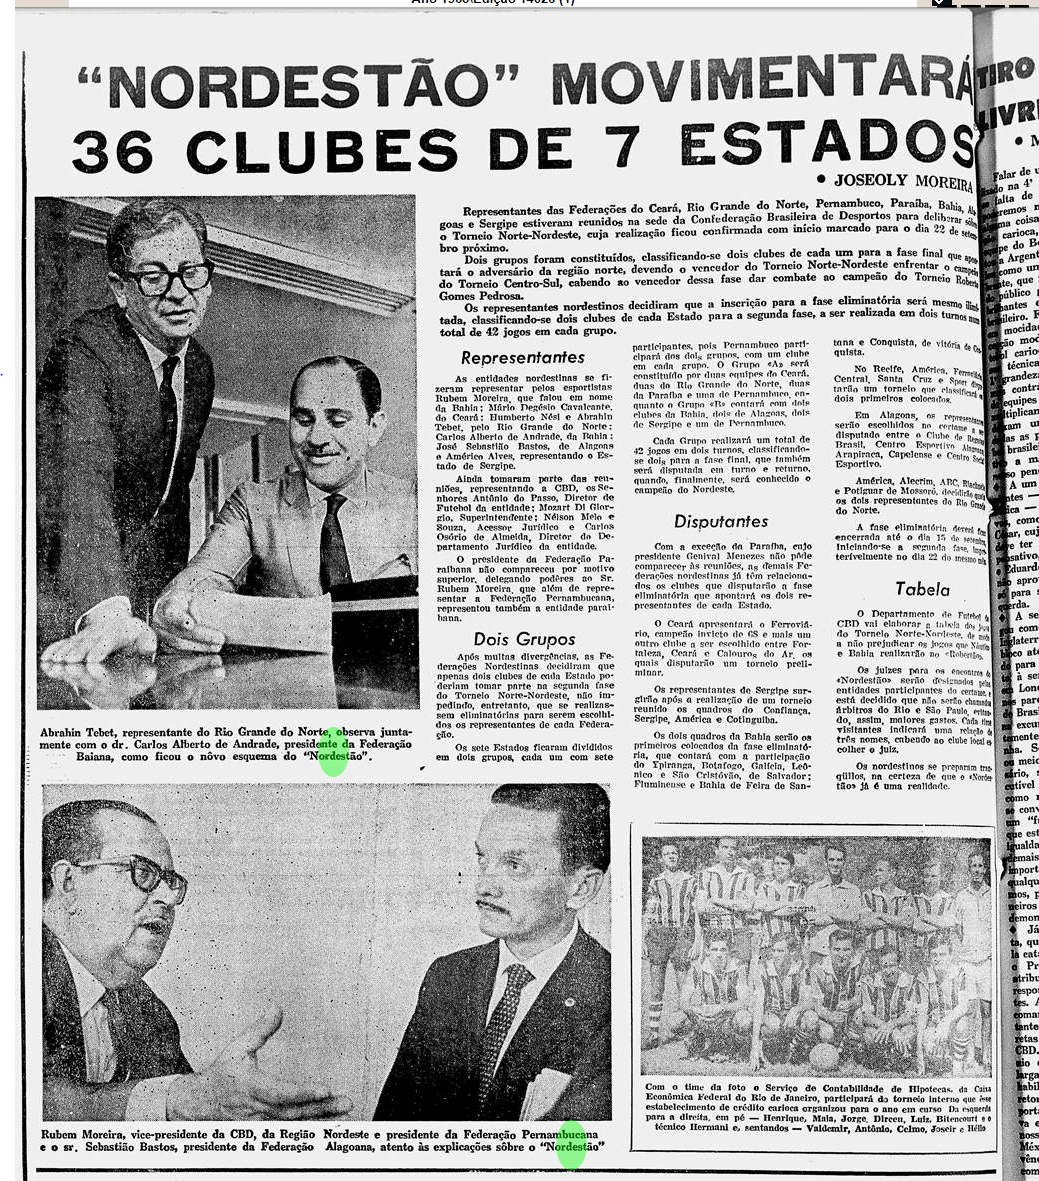 “NORDESTÃO” MOVIMENTARÁ
36 CLUBES DE 7 ESTADOS
• JOSEOLY MOREIRA
Representantes das Federações do Ceará, Rio Grande do Norte, Pernambuco, Paraíba, Bahia, Ala-
goas e Sergipe estiveram reunidos na sede da Confederação Brasileira de Desportos para deliberar sôbre
o Torneio Norte-Nordeste, cuja realização ficou confirmada com início marcado para o dia 22 de setem-
bro próximo.
Dois grupos foram constituídos, classificando-se dois clubes de cada um para a fase final que apon-
tará o adversário da região norte, devendo o vencedor do Torneio Norte-Nordeste enfrentar o campeão
do Torneio Centro-Sul, cabendo ao vencedor dessa fase dar combate ao campeão do Torneio Roberto
Gomes Pedrosa.
Os representantes nordestinos decidiram que a inscrição para a fase eliminatória será mesmo ilimi-
tada, classificando-se dois clubes de cada Estado para a segunda fase, a ser realizada em dois turnos num
total de 42 jogos em cada grupo.
Representantes
As entidades nordestinas se fi-
zeram representar pelos esportistas
Rubem Moreira, que falou em nome
da Bahia; Mário Degésio Cavalcante,
do Ceará; Humberto Nési e Abrahin
Tebet, pelo Rio Grande do Norte;
Carlos Alberto de Andrade, da Bahia;
José Sebastião Bastos, de Alagoas
e Américo Alves, representando o Es-
tado de Sergipe.
Ainda tomaram parte das reu-
niões, representando a CBD, os Se-
nhores Antônio do Passo, Diretor de
Futebol da entidade; Mozart Di Gior-
gio, Superintendente; Nélson Melo e
Souza, Acessor Jurídico e Carlos
Osório de Almeida, Diretor do De-
partamento Jurídico da entidade.
O presidente da Federação Pa-
raibana não compareceu por motivo
superior, delegando podêres ao Sr.
Rubem Moreira, que além de repre-
sentar a Federação Pernambucana,
representou também a entidade parai-
bana.
Dois Grupos
Após muitas divergências, as Fe-
derações Nordestinas decidiram que
apenas dois clubes de cada Estado po-
deriam tomar parte na segunda fase
do Torneio Norte-Nordeste, não im-
pedindo, entretanto, que se realizas-
sem eliminatórias para serem escolhi-
dos os representantes de cada Federa-
ção.
Os sete Estados ficaram divididos
em dois grupos, cada um com sete
participantes, pois Pernambuco parti-
cipará dos dois grupos, com um clube
em cada grupo. O Grupo «A» será
constituído por duas equipes do Ceará,
duas do Rio Grande do Norte, duas
da Paraíba e uma de Pernambuco, en-
quanto o Grupo «B» contará com dois
clubes da Bahia, dois de Alagoas, dois
de Sergipe e um de Pernambuco.
Cada Grupo realizará um total de
42 jogos em dois turnos, classificando-
se dois para a fase final, que também
será disputada em turno e returno,
quando, finalmente, será conhecido o
campeão do Nordeste.
Disputantes
Com a exceção da Paraíba, cujo
presidente Genival Menezes não pôde
comparecer às reuniões, as demais Fe-
derações nordestinas já têm relaciona-
dos os clubes que disputarão a fase
eliminatória que apontará os dois re-
presentantes de cada Estado.
O Ceará apresentará o Ferroviá-
rio, campeão invicto de 68 e mais um
outro clube a ser escolhido entre For-
taleza, Ceará e Calouros do Ar, os
quais disputarão um torneio preli-
minar.
Os representantes de Sergipe sur-
girão após a realização de um torneio
reunido os quadros do Confiança,
Sergipe, América e Cotinguiba.
Os dois quadros da Bahia serão os
primeiros colocados da fase eliminató-
ria, que contará com a participação
do Ypiranga, Botafogo, Galícia, Leô-
nico e São Cristóvão, de Salvador;
Fluminense e Bahia de Feira de San-
tana e Conquista, de vitória de Con-
quista.
No Recife, América, Ferroviário,
Central, Santa Cruz e Sport dispu-
tarão um torneio que classificará os
dois primeiros colocados.
Em Alagoas, os representantes
serão escolhidos no certame a ser
disputado entre o Clube de Regatas
Brasil, Centro Esportivo Alagoano,
Arapiraca, Capelense e Centro Social
Esportivo.
América, Alecrim, ABC, Riachuelo
e Potiguar de Mossoró, decidirão quais
os dois representantes do Rio Grande
do Norte.
A fase eliminatória deverá ficar
encerrada até o dia 15 de setembro,
iniciando-se a segunda fase, impre-
terìvelmente no dia 22 do mesmo mês.
Tabela
O Departamento de Futebol da
CBD vai elaborar a tabela dos jogos
do Torneio Norte-Nordeste, de modo
a não prejudicar os jogos que Náutico
e Bahia realizarão no «Robertão».
Os juízes para os encontros do
«Nordestão» serão designados pelas
entidades participantes do certame, e
está decidido que não serão chamados
árbitros do Rio e São Paulo, evitan-
do, assim, maiores gastos. Cada time
visitantes indicará uma relação de
três nomes, cabendo ao clube local es-
colher o juiz.
Os nordestinos se preparam tran-
qüilos, na certeza de que o «Nordes-
tão» já é uma realidade.
Abrahin Tebet, representante do Rio Grande do Norte, observa junta-
mente com o dr. Carlos Alberto de Andrade, presidente da Federação
Baiana, como ficou o nôvo esquema do “Nordestão”.
Rubem Moreira, vice-presidente da CBD, da Região Nordeste e presidente da Federação Pernambucana
e o sr. Sebastião Bastos, presidente da Federação Alagoana, atento às explicações sôbre o “Nordestão”
Com o time da foto o Serviço de Contabilidade de Hipotecas, da Caixa
Econômica Federal do Rio de Janeiro, participará do torneio interno que êsse
estabelecimento de crédito carioca organizou para o ano em curso Da esquerda
para a direita, em pé — Henrique, Maia, Jorge, Dirceu, Luiz, Bitencourt e o
técnico Hermani e, sentandos — Valdemir, Antônio, Celmo, Joseir e Hélio
TIRO
LIVRE